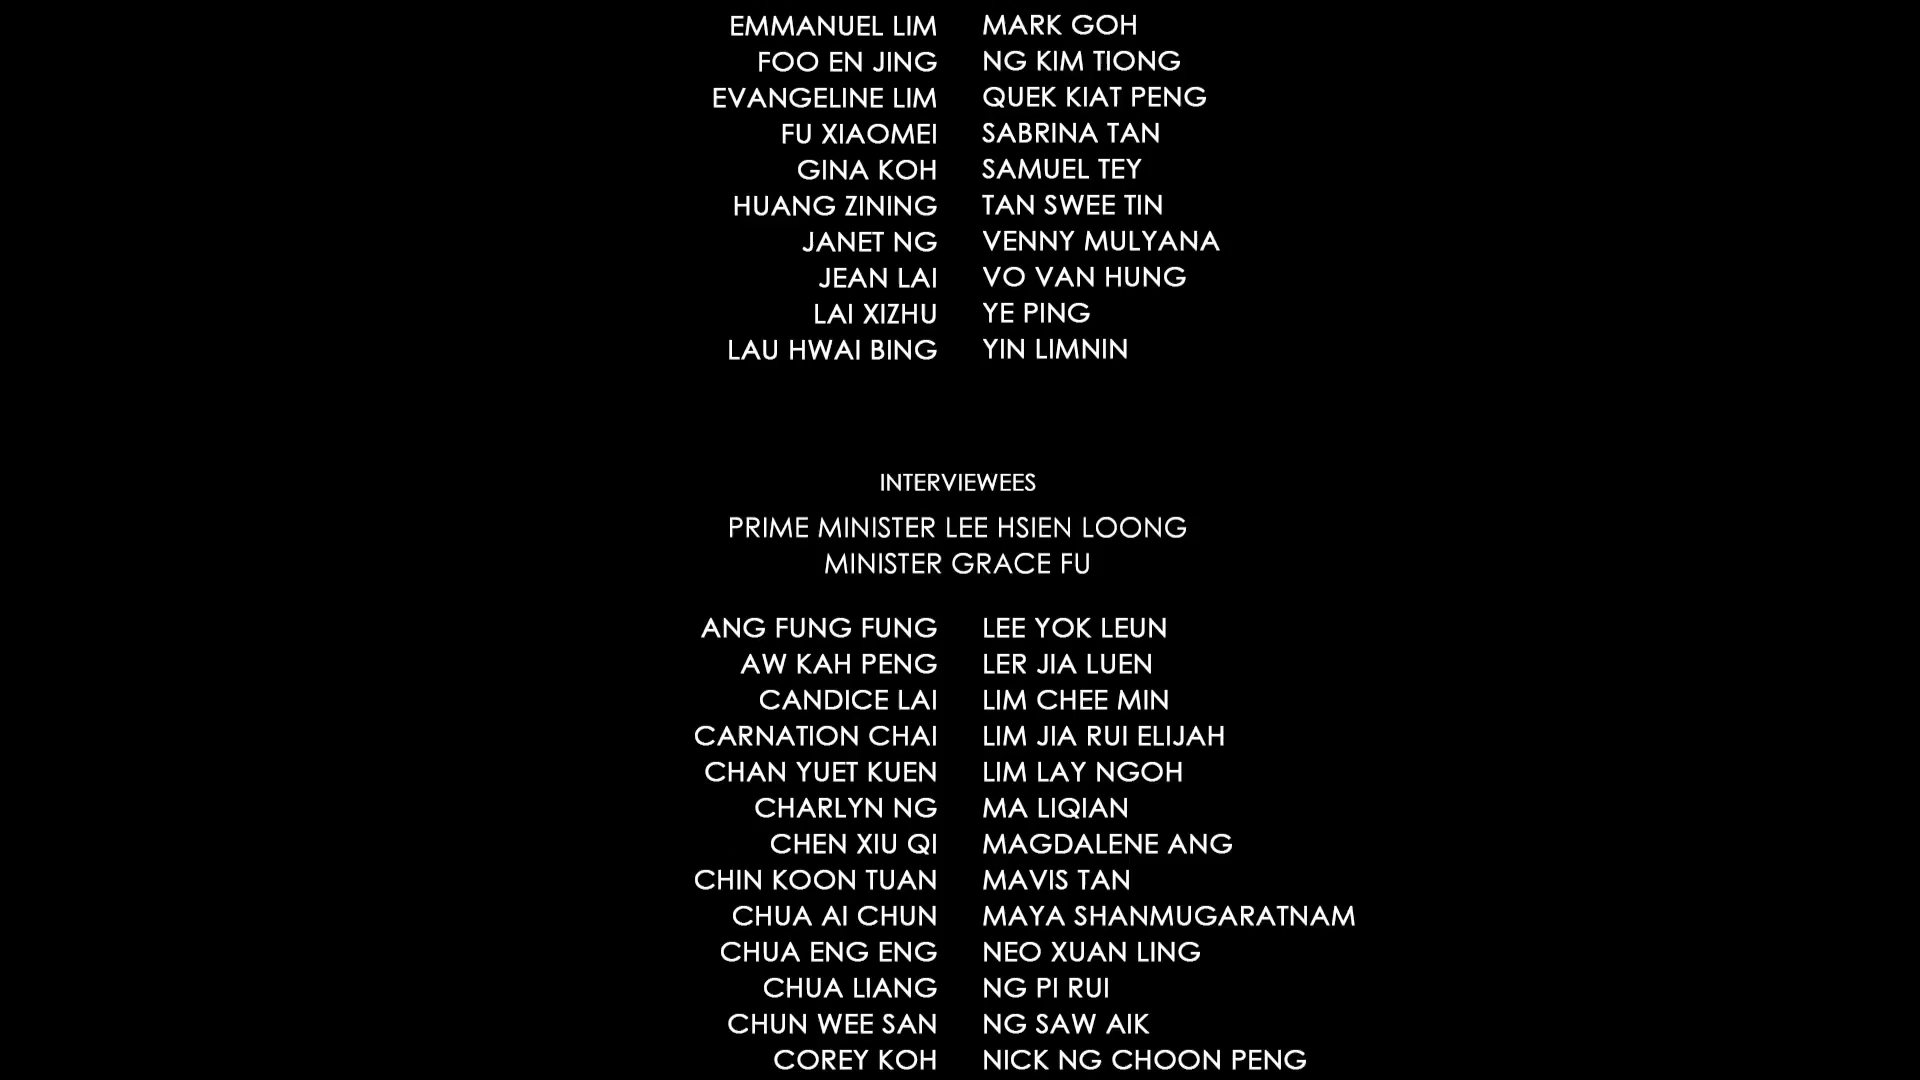 EMMANUEL LIM MARK GOH
FOO EN JING NG KIM TIONG
EVANGELINE LIM QUEK KIAT PENG
FU XIAOMEI SABRINA TAN
GINA KOH SAMUEL TEY
HUANG ZINING TAN SWEE TIN
JANET NG VENNY MULYANA
JEAN LAI VO VAN HUNG
LAI XIZHU YE PING
LAU HWAI BING YIN LIMNIN
INTERVIEWEES
PRIME MINISTER LEE HSIEN LOONG
MINISTER GRACE FU
ANG FUNG FUNG LEE YOK LEUN
AW KAH PENG LER JIA LUEN
CANDICE LAI LIM CHEE MIN
CARNATION CHAI LIM JIA RUI ELIJAH
CHAN YUET KUEN LIM LAY NGOH
CHARLYN NG MA LIQIAN
CHEN XIU QI MAGDALENE ANG
CHIN KOON TUAN MAVIS TAN
CHUA AI CHUN MAYA SHANMUGARATNAM
CHUA ENG ENG NEO XUAN LING
CHUA LIANG NG PI RUI
CHUN WEE SAN NG SAW AIK
COREY KOH NICK NG CHOON PENG